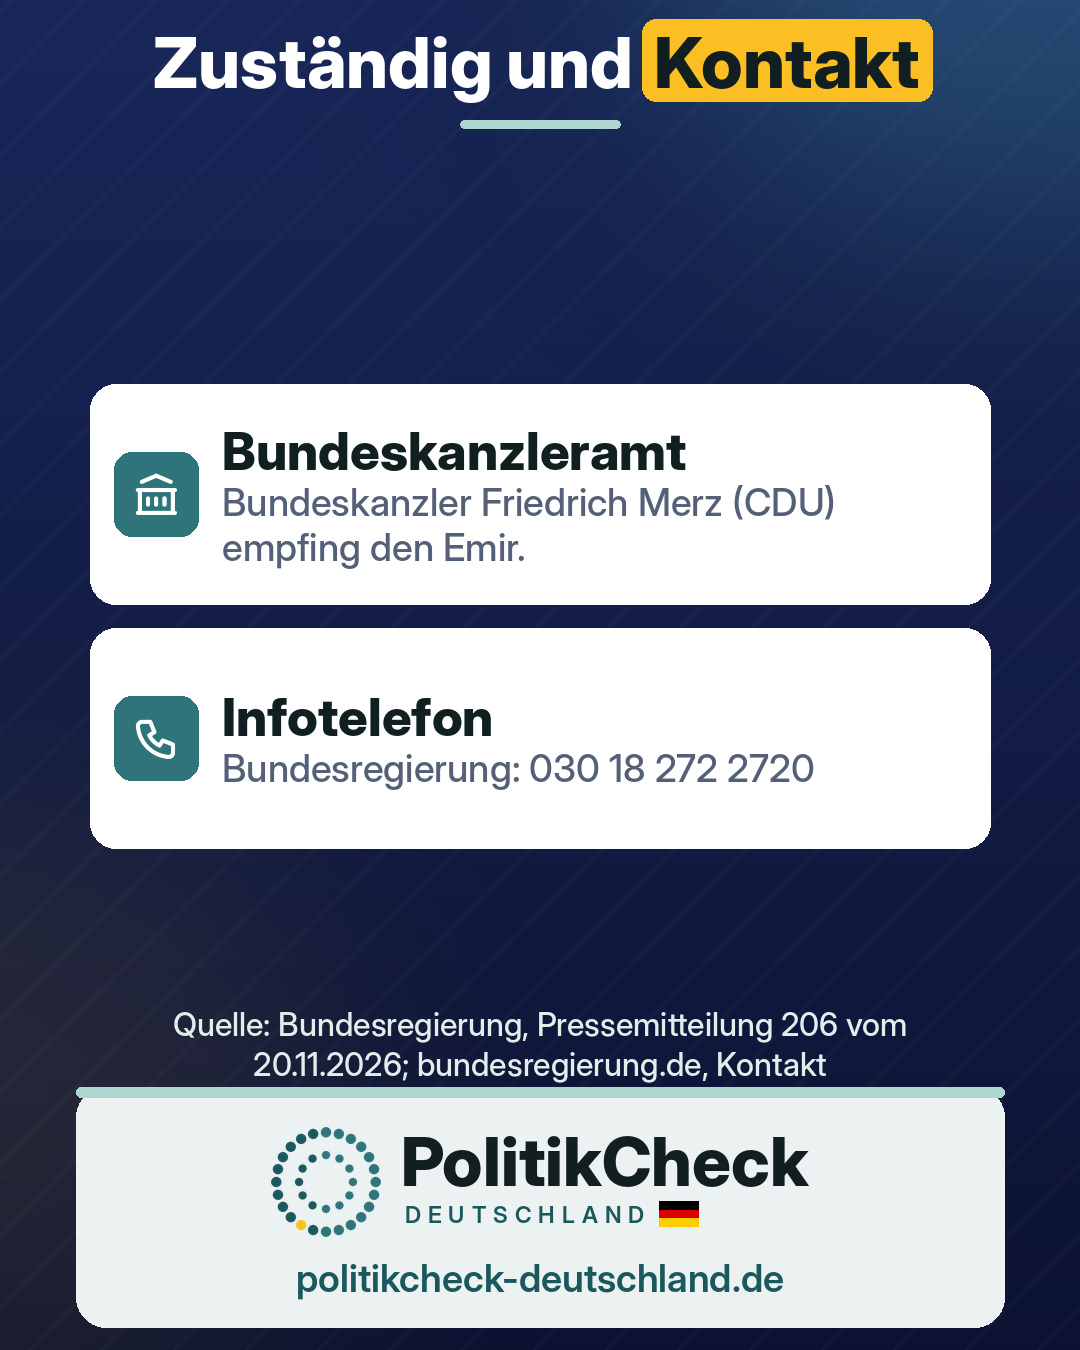 Zuständig und Kontakt
Bundeskanzleramt
Bundeskanzler Friedrich Merz (CDU)
empfing den Emir.
Infotelefon
Bundesregierung: 030 18 272 2720
Quelle: Bundesregierung, Pressemitteilung 206 vom
20.11.2026; bundesregierung.de, Kontakt
PolitikCheck
DEUTSCHLAND
politikcheck-deutschland.de